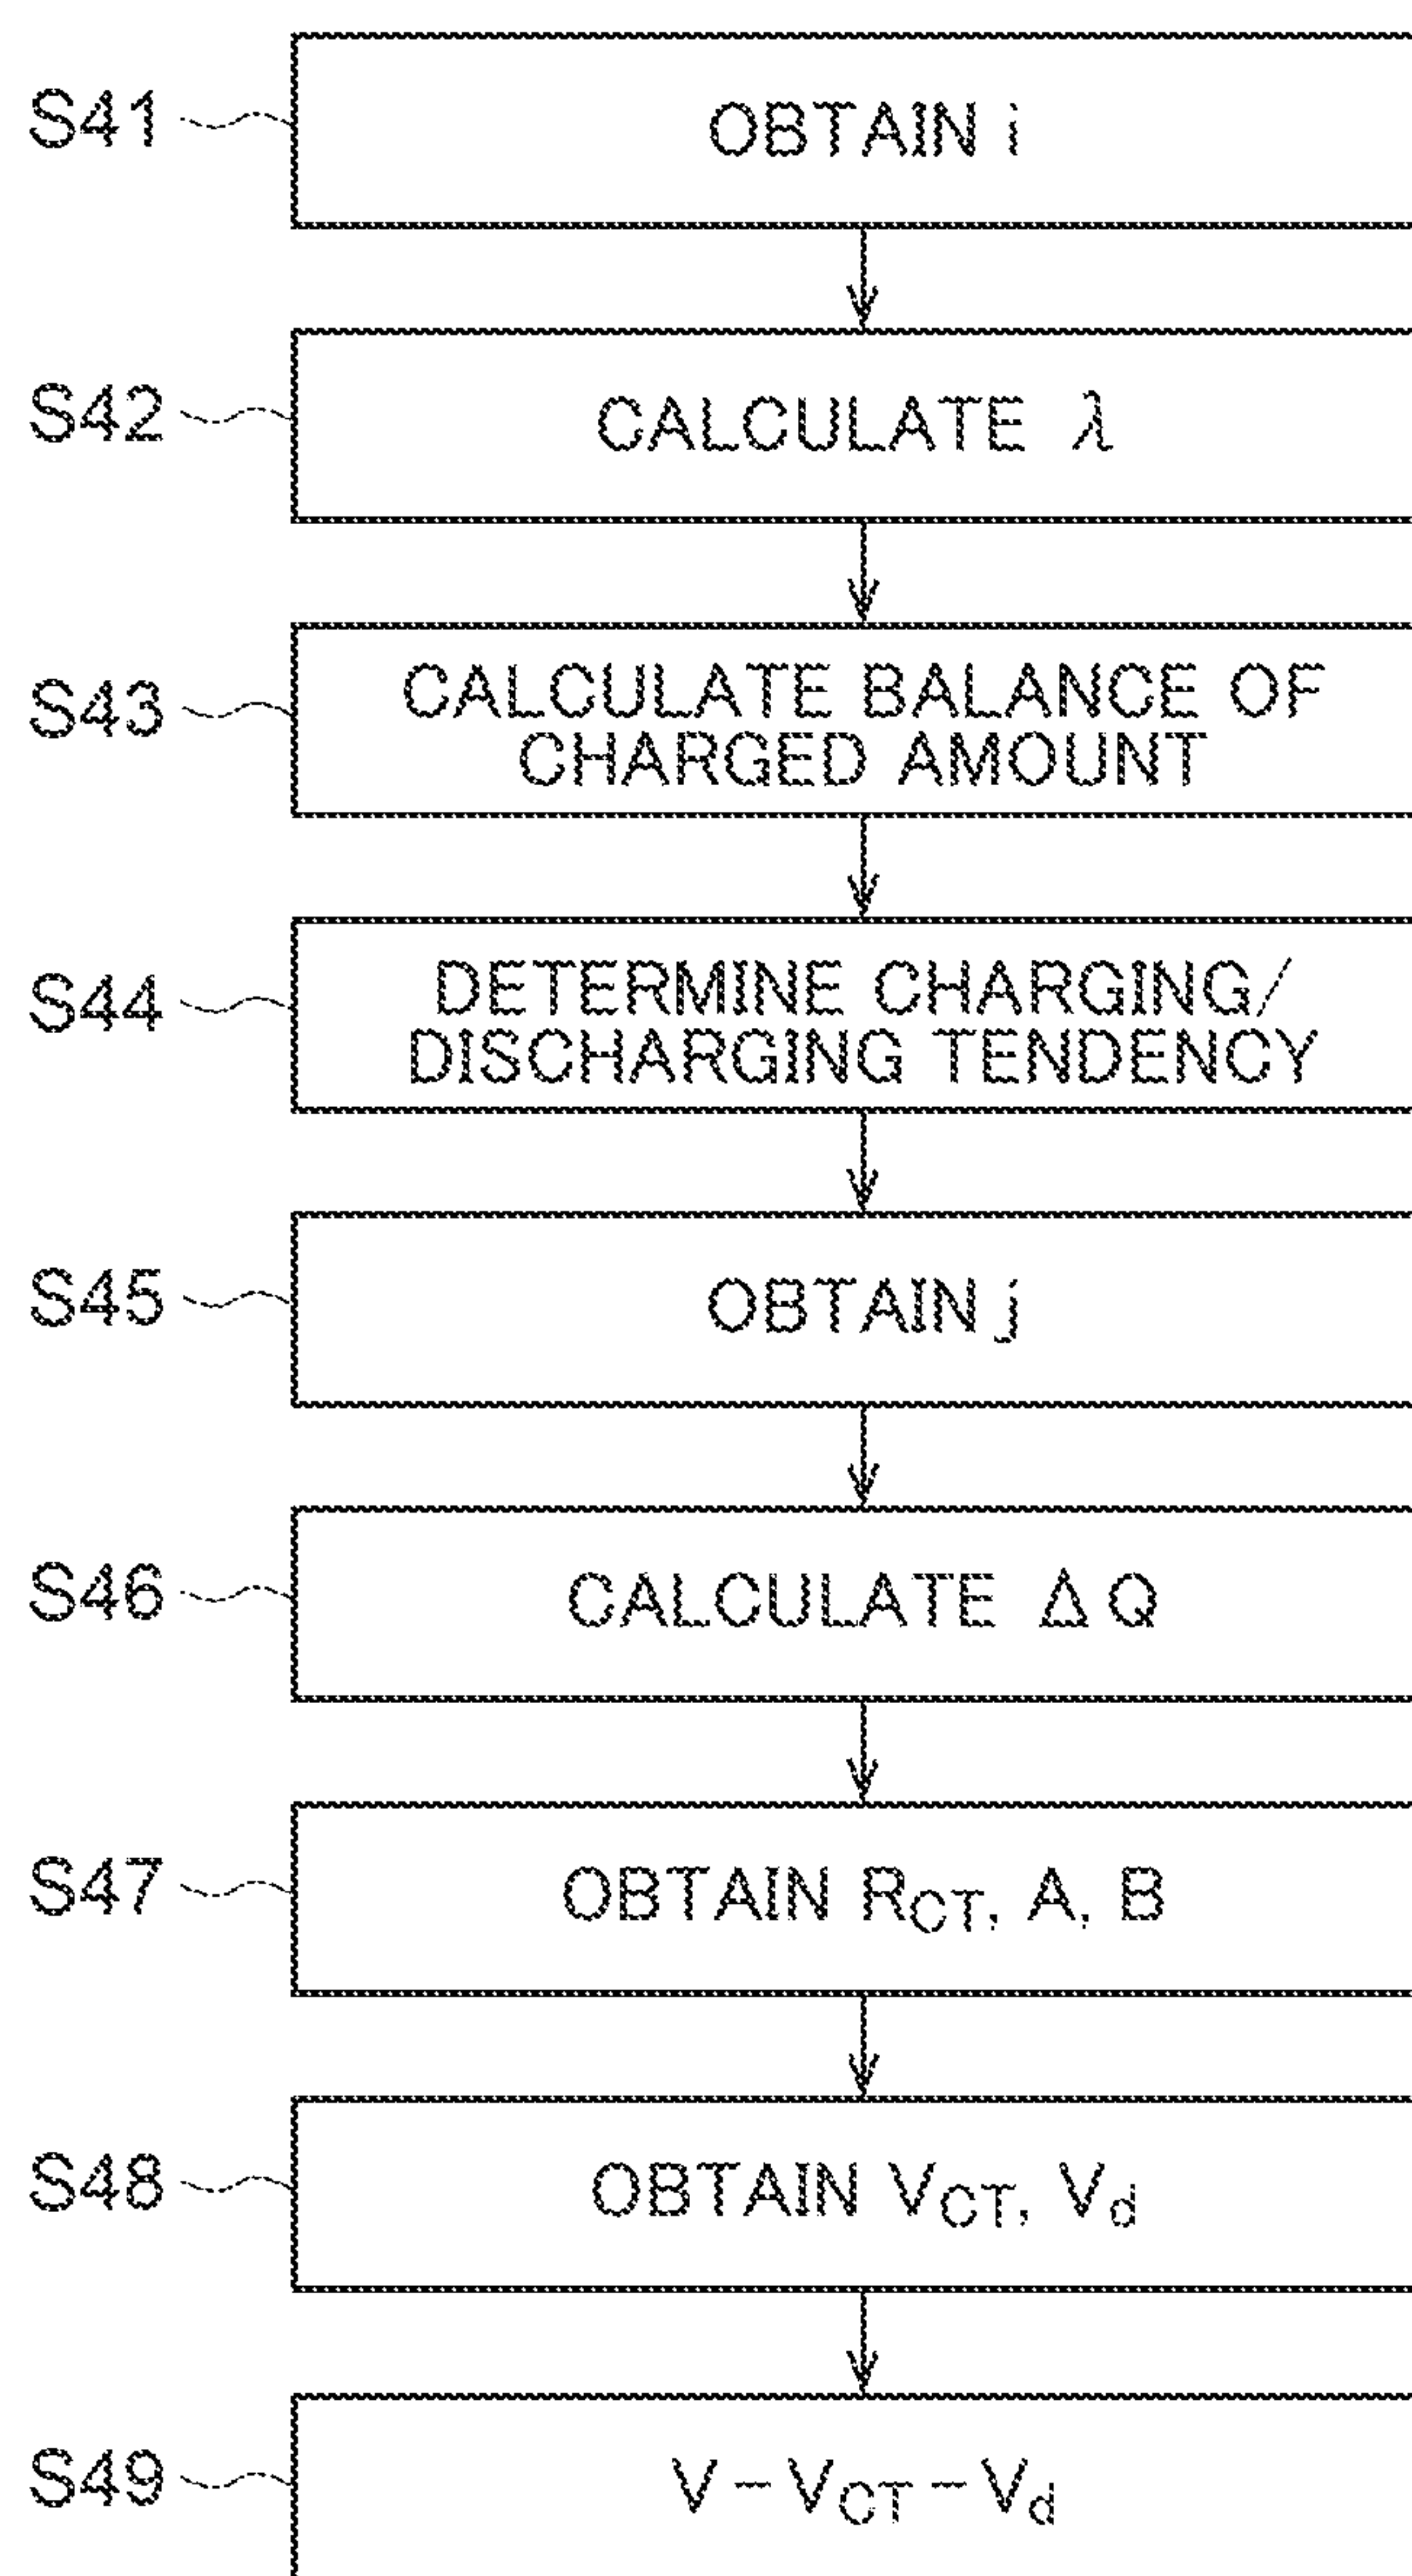 S41 OBTAIN i
S42 CALCULATE λ
S43 CALCULATE BALANCE OF
CHARGED AMOUNT
S44 DETERMINE CHARGING/
DISCHARGING TENDENCY
S45 OBTAIN j
S46 CALCULATE ΔQ
S47 OBTAIN RCT, A, B
S48 OBTAIN VCT, Vd
S49 V－VCT－Vd